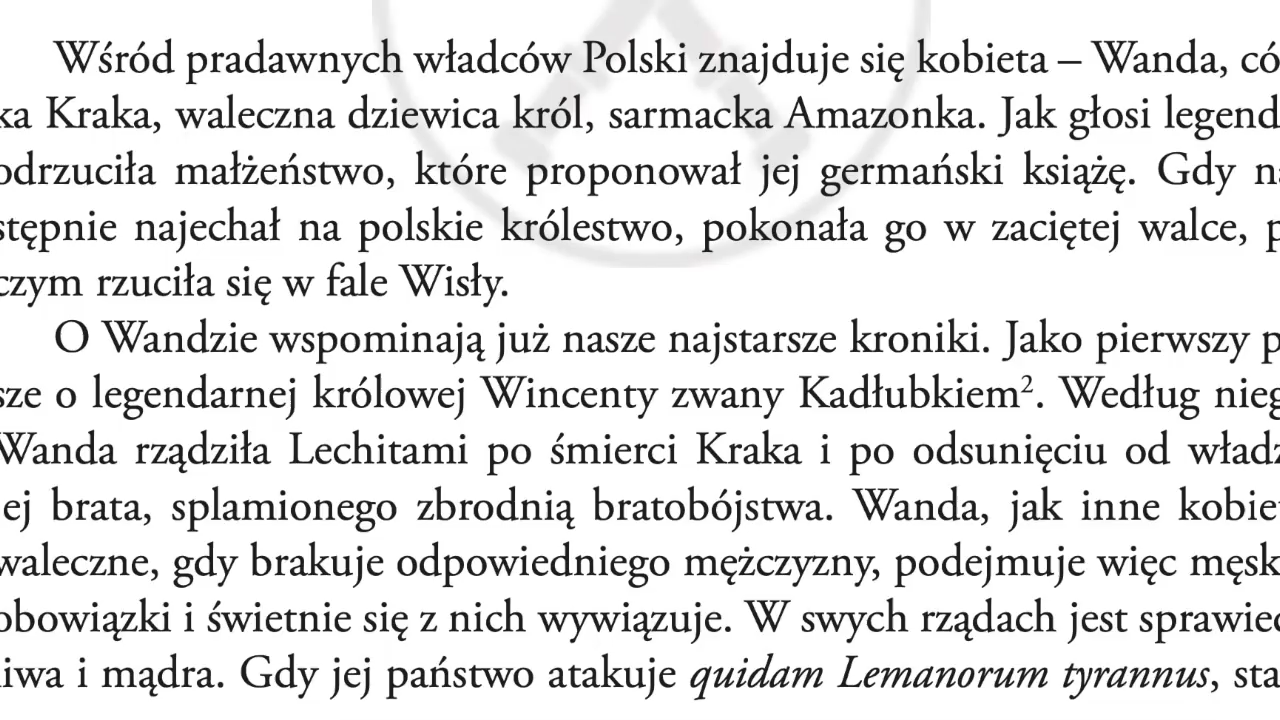 Wśród pradawnych władców Polski znajduje się kobieta – Wanda, có
ka Kraka, waleczna dziewica król, sarmacka Amazonka. Jak głosi legend
odrzuciła małżeństwo, które proponował jej germański książę. Gdy na
stępnie najechał na polskie królestwo, pokonała go w zaciętej walce, p
czym rzuciła się w fale Wisły.
O Wandzie wspominają już nasze najstarsze kroniki. Jako pierwszy p
sze o legendarnej królowej Wincenty zwany Kadłubkiem². Według nieg
Wanda rządziła Lechitami po śmierci Kraka i po odsunięciu od władz
ej brata, splamionego zbrodnią bratobójstwa. Wanda, jak inne kobie
waleczne, gdy brakuje odpowiedniego mężczyzny, podejmuje więc męsk
obowiązki i świetnie się z nich wywiązuje. W swych rządach jest sprawied
liwa i mądra. Gdy jej państwo atakuje quidam Lemanorum tyrannus, sta